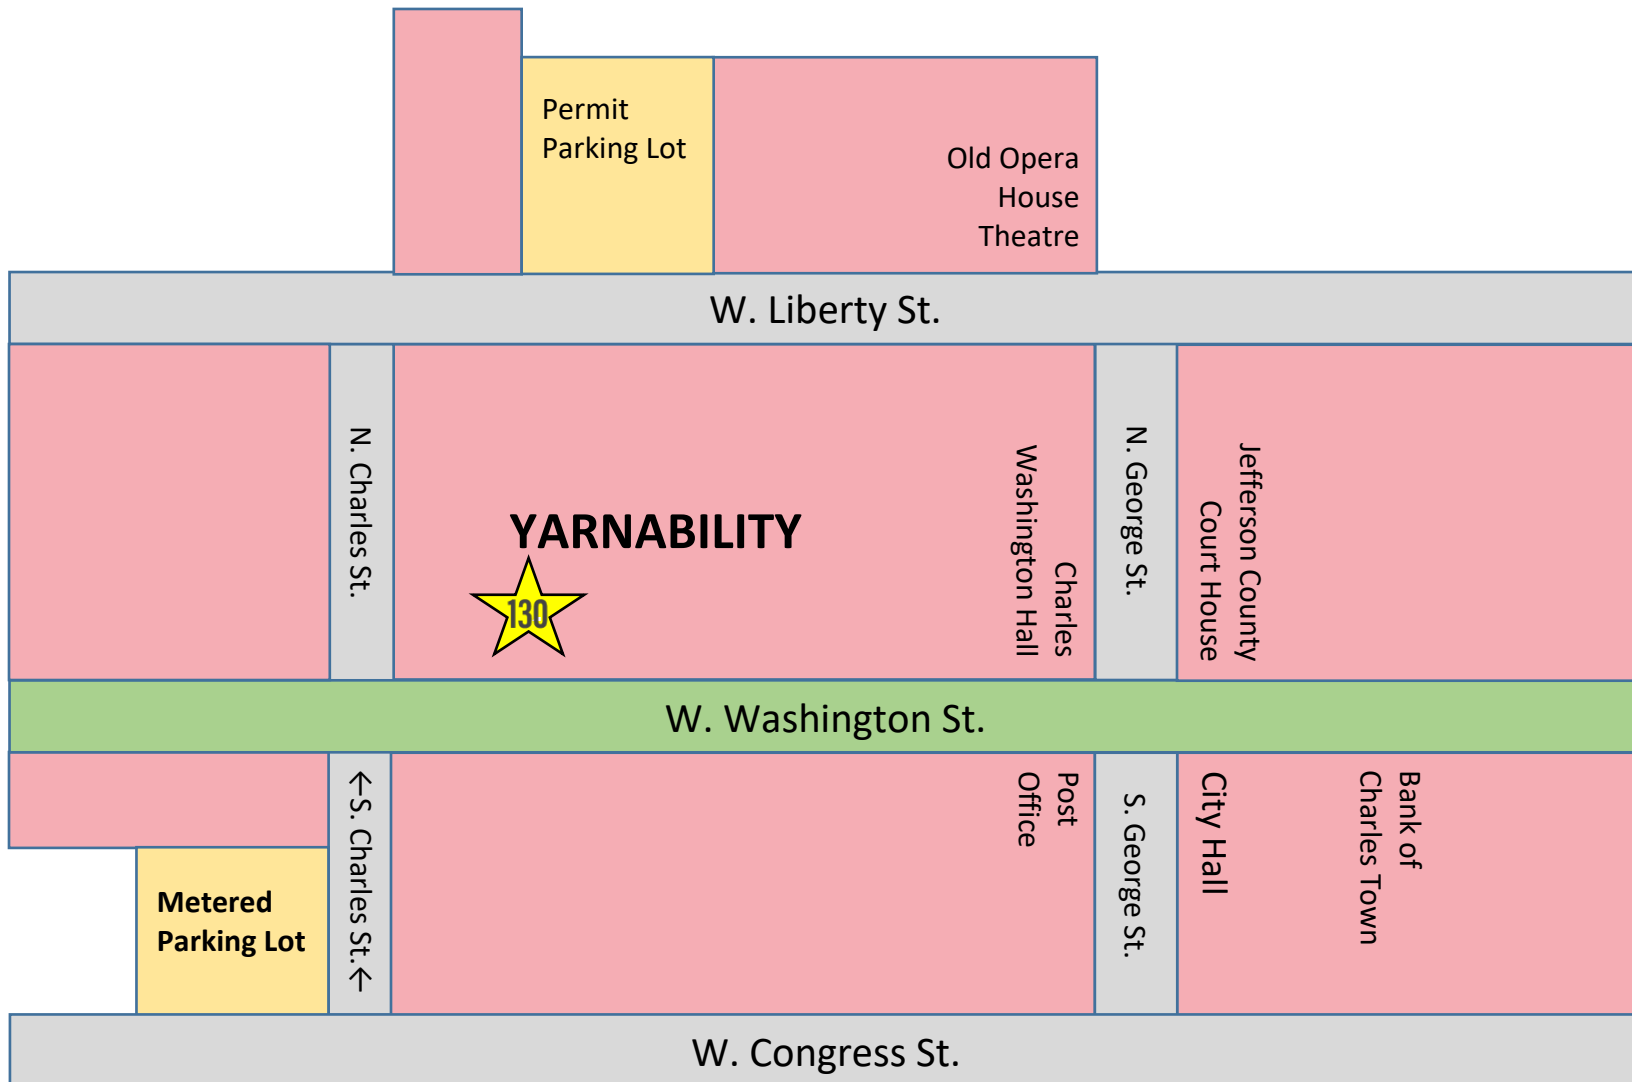 Permit
Parking Lot
Old Opera
House
Theatre
W. Liberty St.
N. Charles St.
YARNABILITY
130
Charles
Washington Hall
N. George St.
Jefferson County
Court House
W. Washington St.
←S. Charles St.←
Post
Office
S. George St.
City Hall
Bank of
Charles Town
Metered
Parking Lot
W. Congress St.